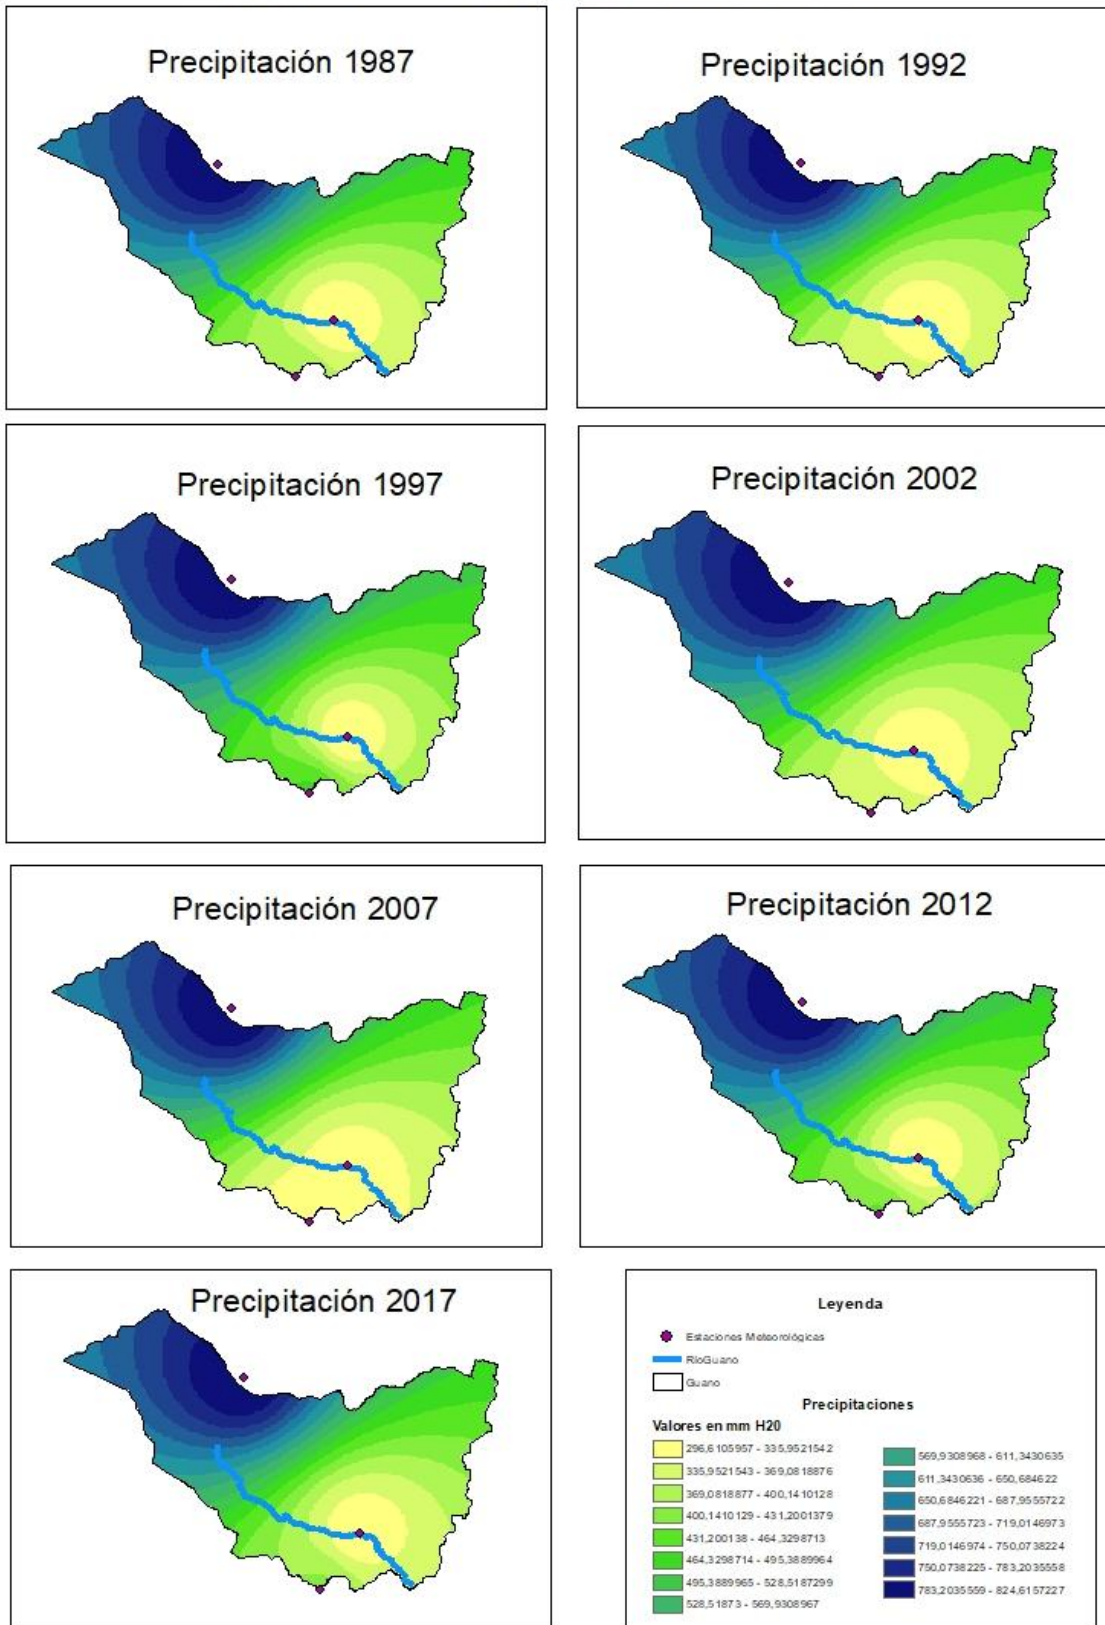 Precipitación 1987
Precipitación 1992
Precipitación 1997
Precipitación 2002
Precipitación 2007
Precipitación 2012
Precipitación 2017
Leyenda
Estaciones Meteorológicas
RíoGuano
Guano
Precipitaciones
Valores en mm H20
296,6105957 - 335,9521542
335,9521543 - 369,0818876
369,0818877 - 400,1410128
400,1410129 - 431,2001379
431,200138 - 464,3298713
464,3298714 - 495,3889964
495,3889965 - 528,5187299
528,51873 - 569,9308967
569,9308968 - 611,3430635
611,3430636 - 650,684622
650,6846221 - 687,9555722
687,9555723 - 719,0146973
719,0146974 - 750,0738224
750,0738225 - 783,2035558
783,2035559 - 824,6157227